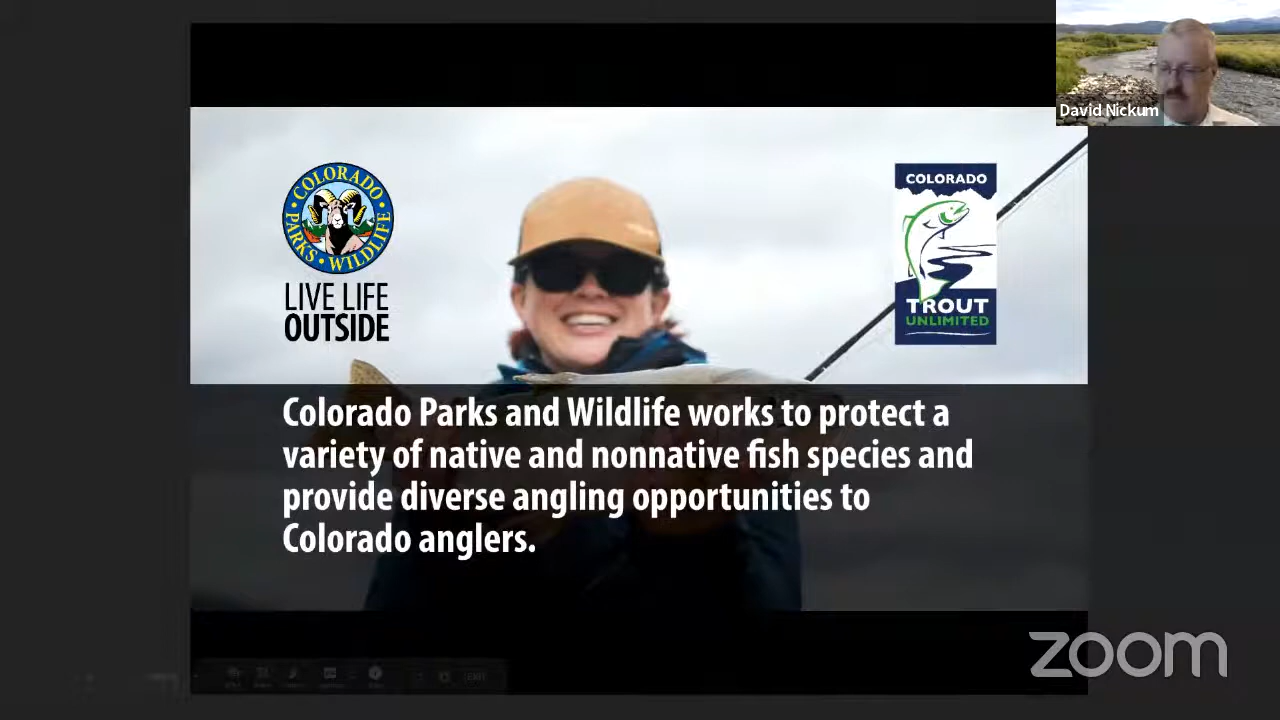 David Nickum
COLORADO
PARKS • WILDLIFE
LIVE LIFE
OUTSIDE
COLORADO
TROUT
UNLIMITED
Colorado Parks and Wildlife works to protect a
variety of native and nonnative fish species and
provide diverse angling opportunities to
Colorado anglers.
EXIT
zoom